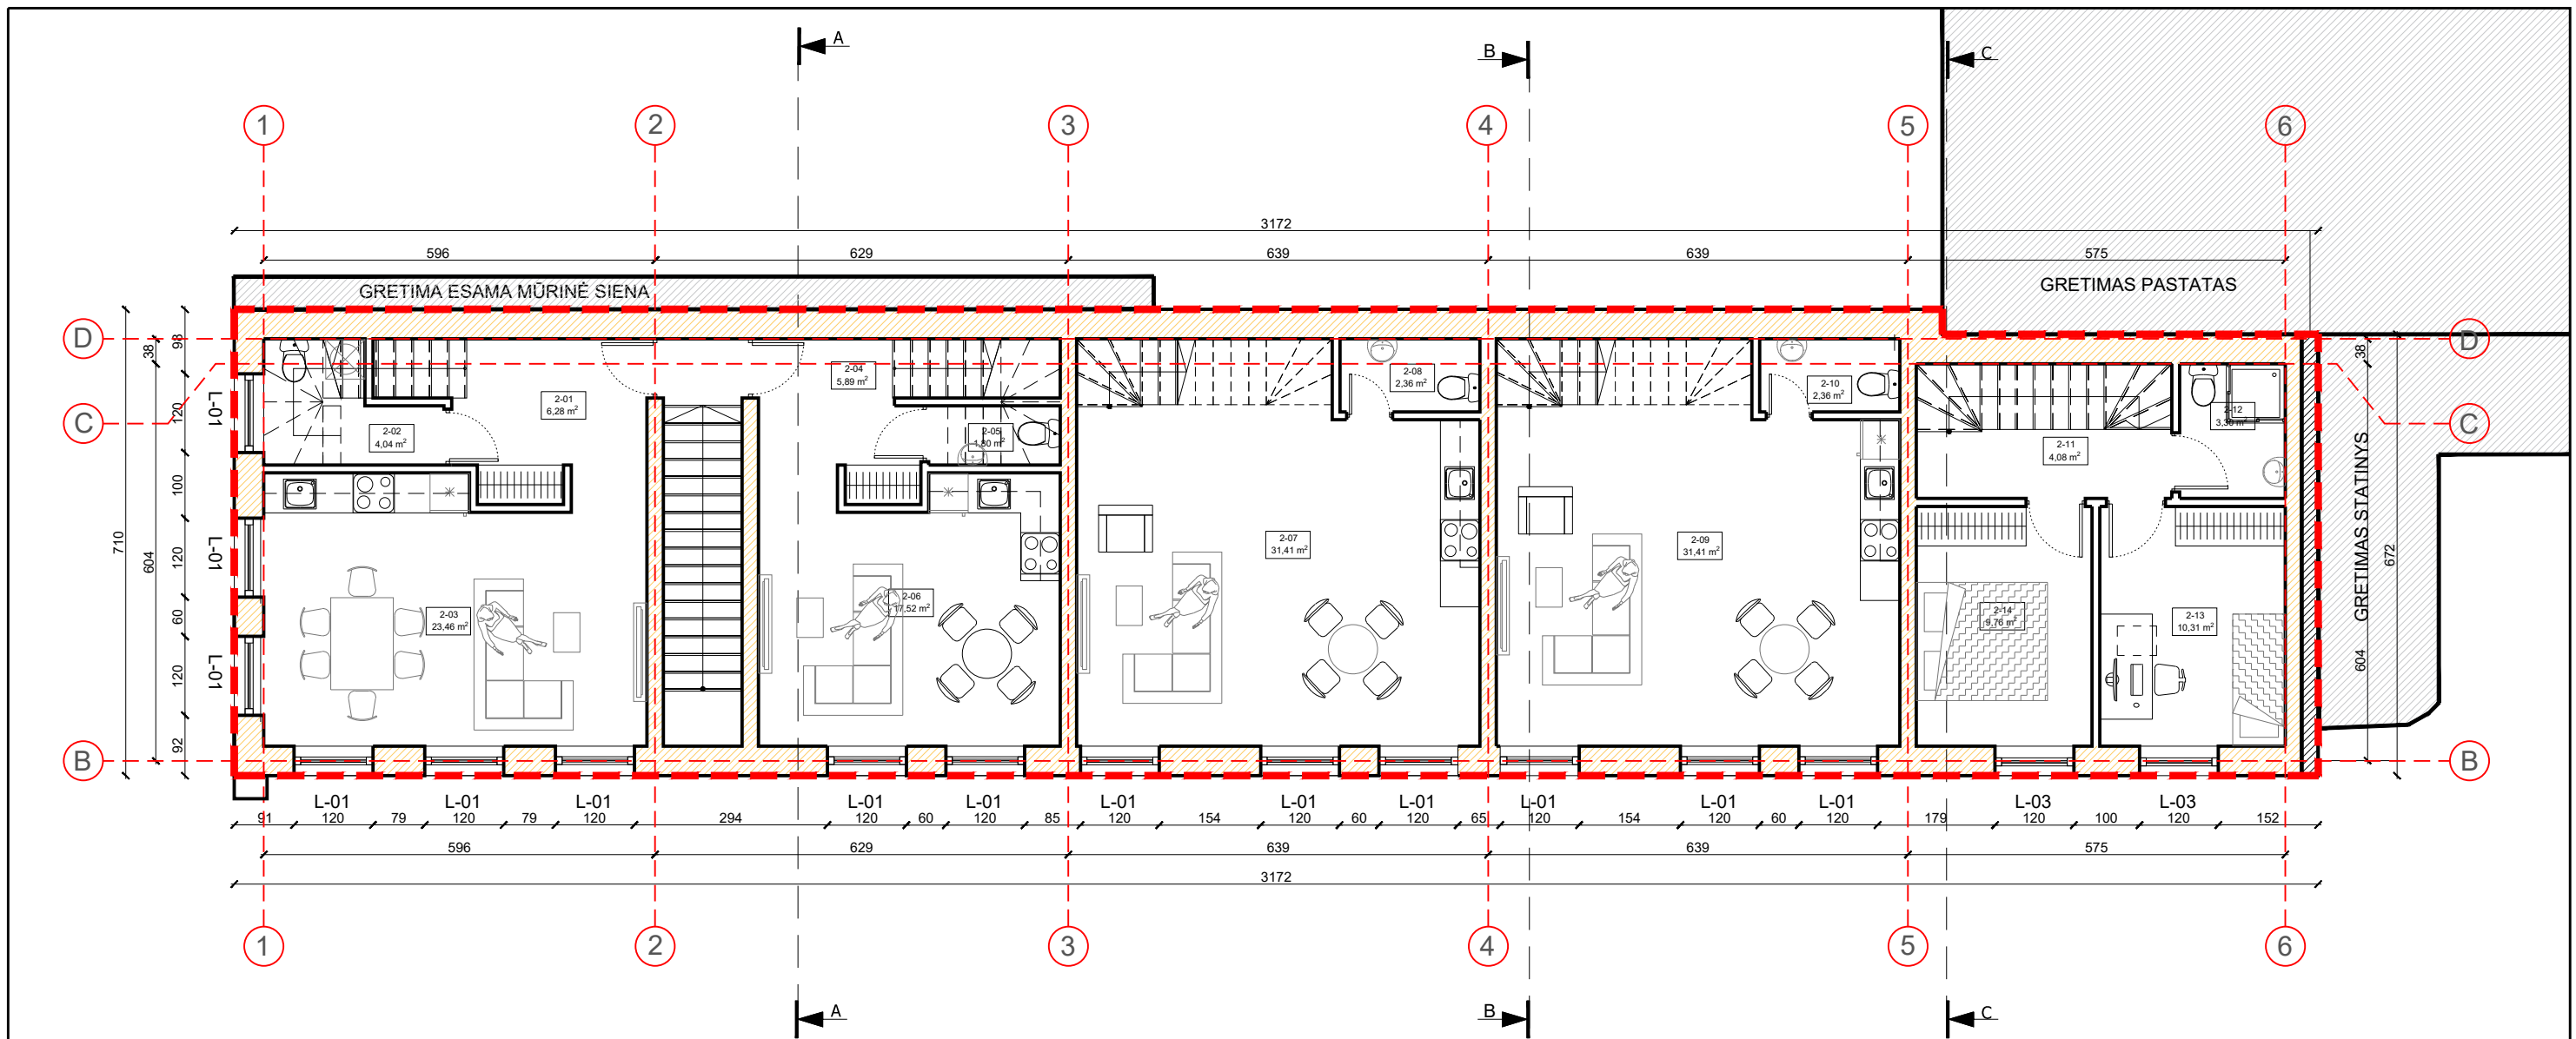 A
B
C
1
2
3
4
5
6
3172
596
629
639
639
575
GRETIMAS PASTATAS
GRETIMA ESAMA MŪRINĖ SIENA
D
D
C
C
B
B
710
38
604
98
120
100
120
60
120
92
L-01
L-01
L-01
38
604
672
GRETIMAS STATINYS
2-01
6,28 m²
2-02
4,04 m²
2-03
23,46 m²
2-04
5,89 m²
2-05
1,80 m²
2-06
17,52 m²
2-07
31,41 m²
2-08
2,36 m²
2-09
31,41 m²
2-10
2,36 m²
2-11
4,08 m²
2-12
3,30 m²
2-13
10,31 m²
2-14
9,76 m²
L-01 L-01 L-01 L-01 L-01 L-01 L-01 L-01 L-01 L-01 L-01 L-03 L-03
91 120 79 120 79 120 294 120 60 120 85 120 154 120 60 120 65 120 154 120 60 120 179 120 100 120 152
596 629 639 639 575
3172
1
2
3
4
5
6
A
B
C